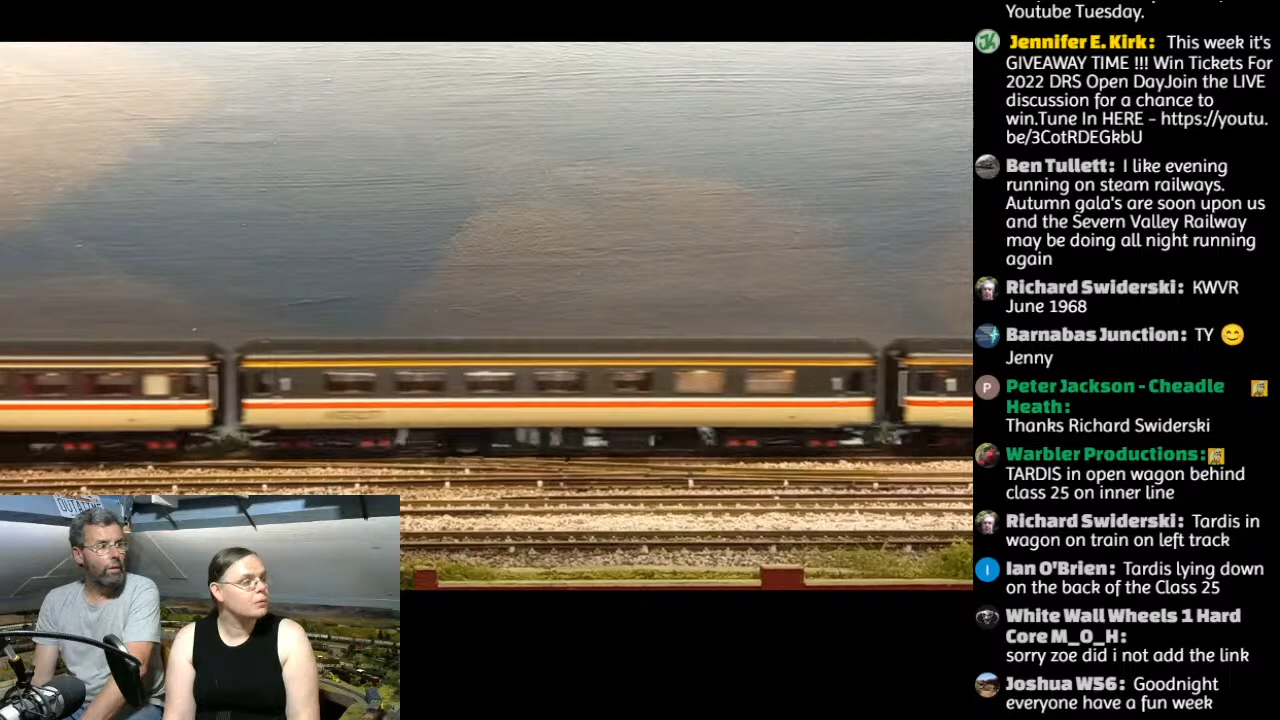 Youtube Tuesday.
Jennifer E. Kirk: This week it's
GIVEAWAY TIME !!! Win Tickets For
2022 DRS Open DayJoin the LIVE
discussion for a chance to
win.Tune In HERE - https://youtu.
be/3CotRDEGkbU
Ben Tullett: I like evening
running on steam railways.
Autumn gala's are soon upon us
and the Severn Valley Railway
may be doing all night running
again
Richard Swiderski: KWVR
June 1968
Barnabas Junction: TY 😊
Jenny
P Peter Jackson - Cheadle
Heath:
Thanks Richard Swiderski
Warbler Productions:
TARDIS in open wagon behind
class 25 on inner line
Richard Swiderski: Tardis in
wagon on train on left track
I Ian O'Brien: Tardis lying down
on the back of the Class 25
White Wall Wheels 1 Hard
Core M_O_H:
sorry zoe did i not add the link
Joshua W56: Goodnight
everyone have a fun week